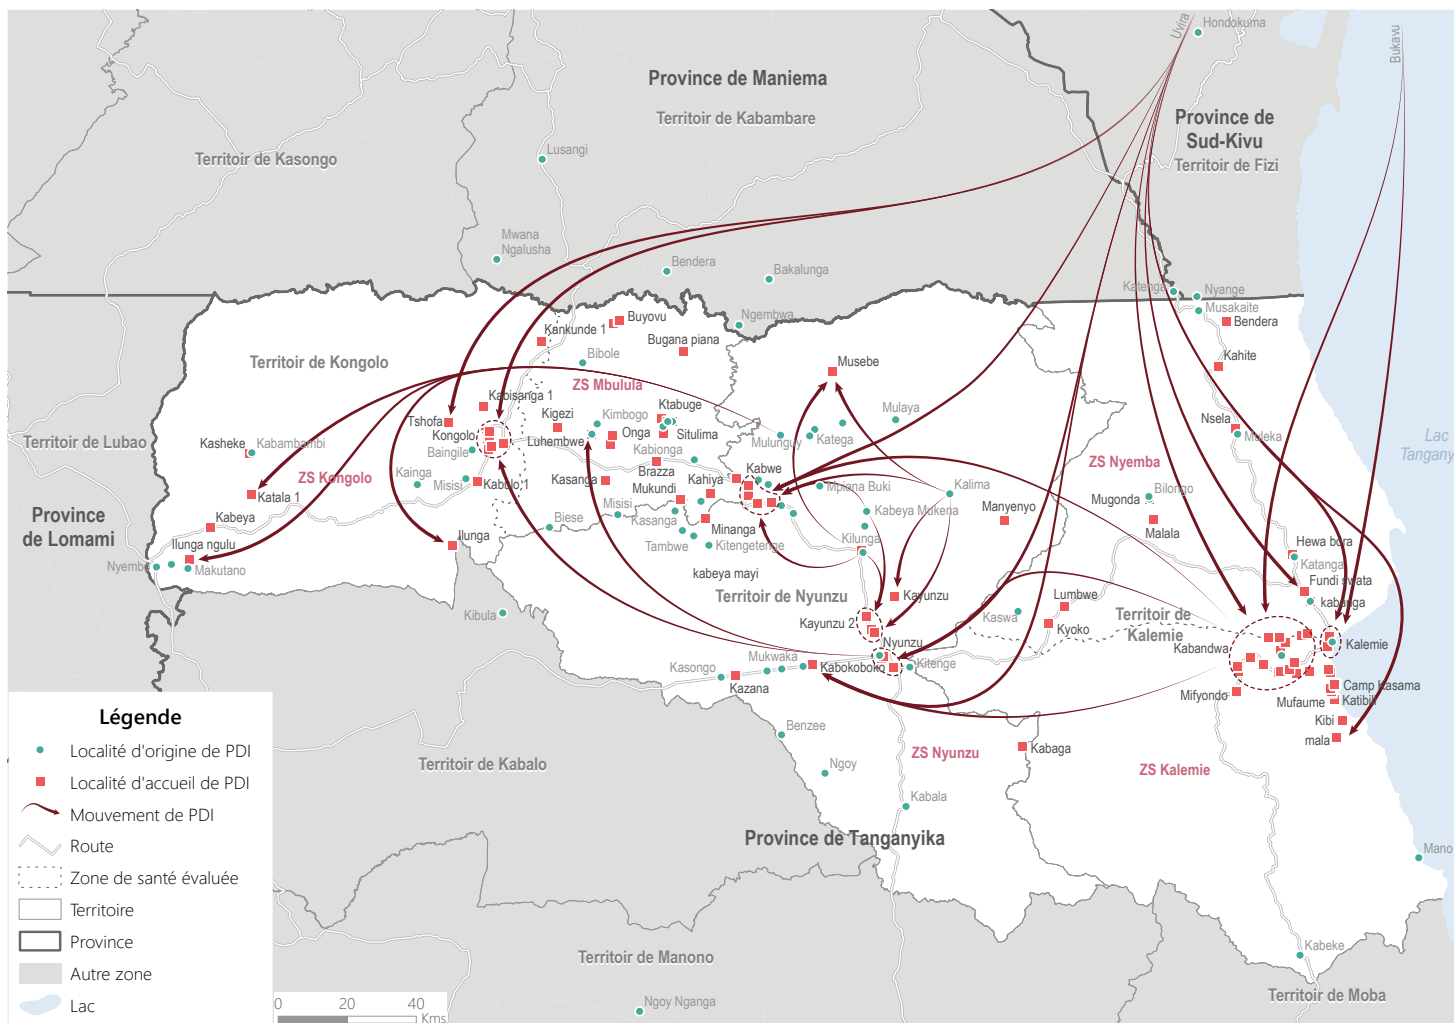 Hondokuma
Uvira
Bukavu
Province de Maniema
Territoir de Kabambare
Province de
Sud-Kivu
Territoir de Fizi
Territoir de Kasongo
Lusangi
Mwana
Ngalusha
Bendera
Bakalunga
Ngembwa
Katenga
Nyange
Musakaite
Bendera
Kahite
Buyovu
Kankunde 1
Bugana piana
Bibole
Territoir de Kongolo
ZS Mbulula
Musebe
Kabisanga 1
Tshofa
Kongolo
Baingile
Kigezi
Kimbogo
Ktabuge
Luhembwe
Onga
Situlima
Mulunguy
Katega
Mulaya
Nsela
Muleka
Territoir de Lubao
Kasheke
Kabambambi
ZS Kongolo
Kainga
Misisi
Kabulo 1
Kabionga
Brazza
Kasanga
Mukundi
Kahiya
Kabwe
Mpiana Buki
Kalima
ZS Nyemba
Lac
Tangany
Katala 1
Kabeya
Province
de Lomami
Misisi
Biese
Kasanga
Minanga
Tambwe
Kitengetenge
Kabeya Mukena
Manyenyo
Mugonda
Bilongo
Malala
Ilunga
Ilunga ngulu
Nyembo
Makutano
Kilunga
kabeya mayi
Territoir de Nyunzu
Kayunzu
Hewa bora
Katanga
Fundi swata
kabanga
Kibula
Kayunzu 2
Kaswa
Lumbwe
Kyoko
Territoir de
Kalemie
Kabandwa
Kalemie
Nyunzu
Mukwaka
Kasongo
Kazana
Kabokoboko
Kitenge
Mifyondo
Mufaume
Camp Kasama
Katibili
Kibi
mala
Benzee
Ngoy
ZS Nyunzu
Kabaga
ZS Kalemie
Territoir de Kabalo
Kabala
Province de Tanganyika
Mano
Territoir de Manono
Kabeke
Territoir de Moba
Ngoy Nganga
Légende
Localité d'origine de PDI
Localité d'accueil de PDI
Mouvement de PDI
Route
Zone de santé évaluée
Territoire
Province
Autre zone
Lac
0 20 40
Kms